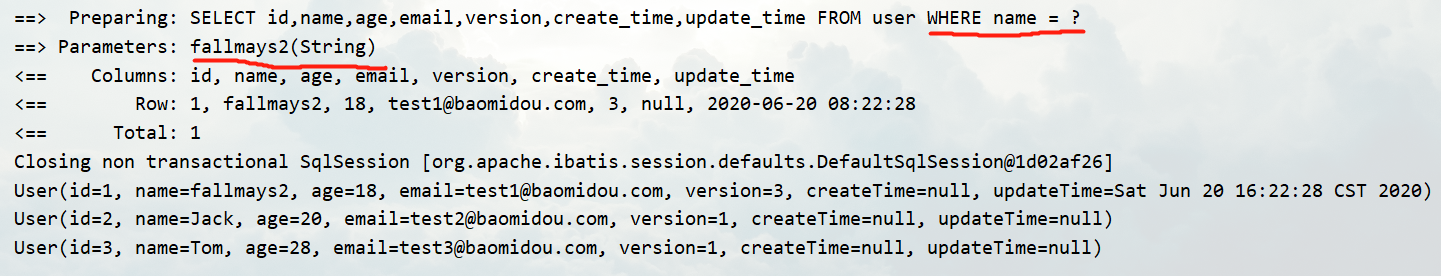 ==>  Preparing: SELECT id,name,age,email,version,create_time,update_time FROM user WHERE name = ?
==> Parameters: fallmays2(String)
<==    Columns: id, name, age, email, version, create_time, update_time
<==        Row: 1, fallmays2, 18, test1@baomidou.com, 3, null, 2020-06-20 08:22:28
<==      Total: 1
Closing non transactional SqlSession [org.apache.ibatis.session.defaults.DefaultSqlSession@1d02af26]
User(id=1, name=fallmays2, age=18, email=test1@baomidou.com, version=3, createTime=null, updateTime=Sat Jun 20 16:22:28 CST 2020)
User(id=2, name=Jack, age=20, email=test2@baomidou.com, version=1, createTime=null, updateTime=null)
User(id=3, name=Tom, age=28, email=test3@baomidou.com, version=1, createTime=null, updateTime=null)